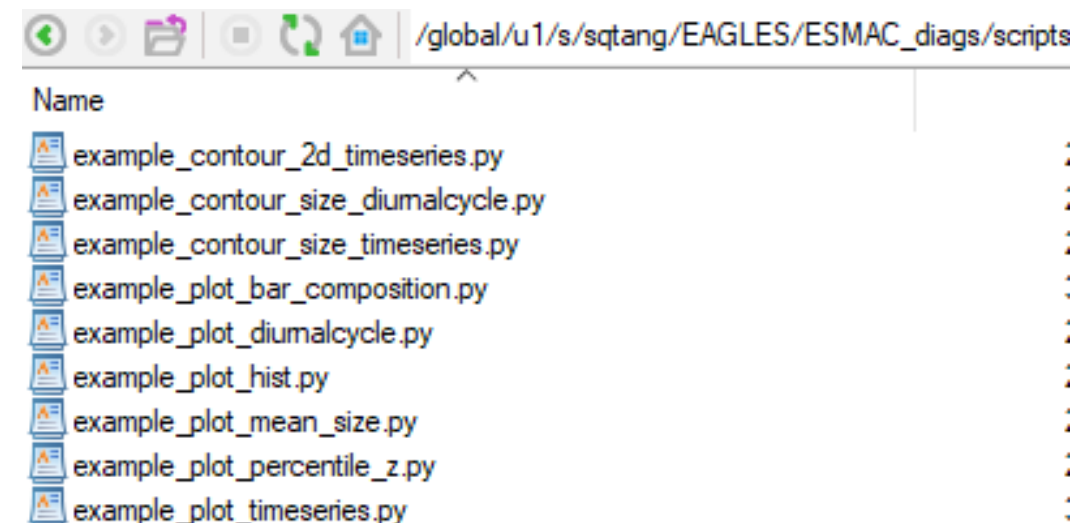 /global/u1/s/sqtang/EAGLES/ESMAC_diags/scripts
Name
example_contour_2d_timeseries.py
example_contour_size_diurnalcycle.py
example_contour_size_timeseries.py
example_plot_bar_composition.py
example_plot_diurnalcycle.py
example_plot_hist.py
example_plot_mean_size.py
example_plot_percentile_z.py
example_plot_timeseries.py